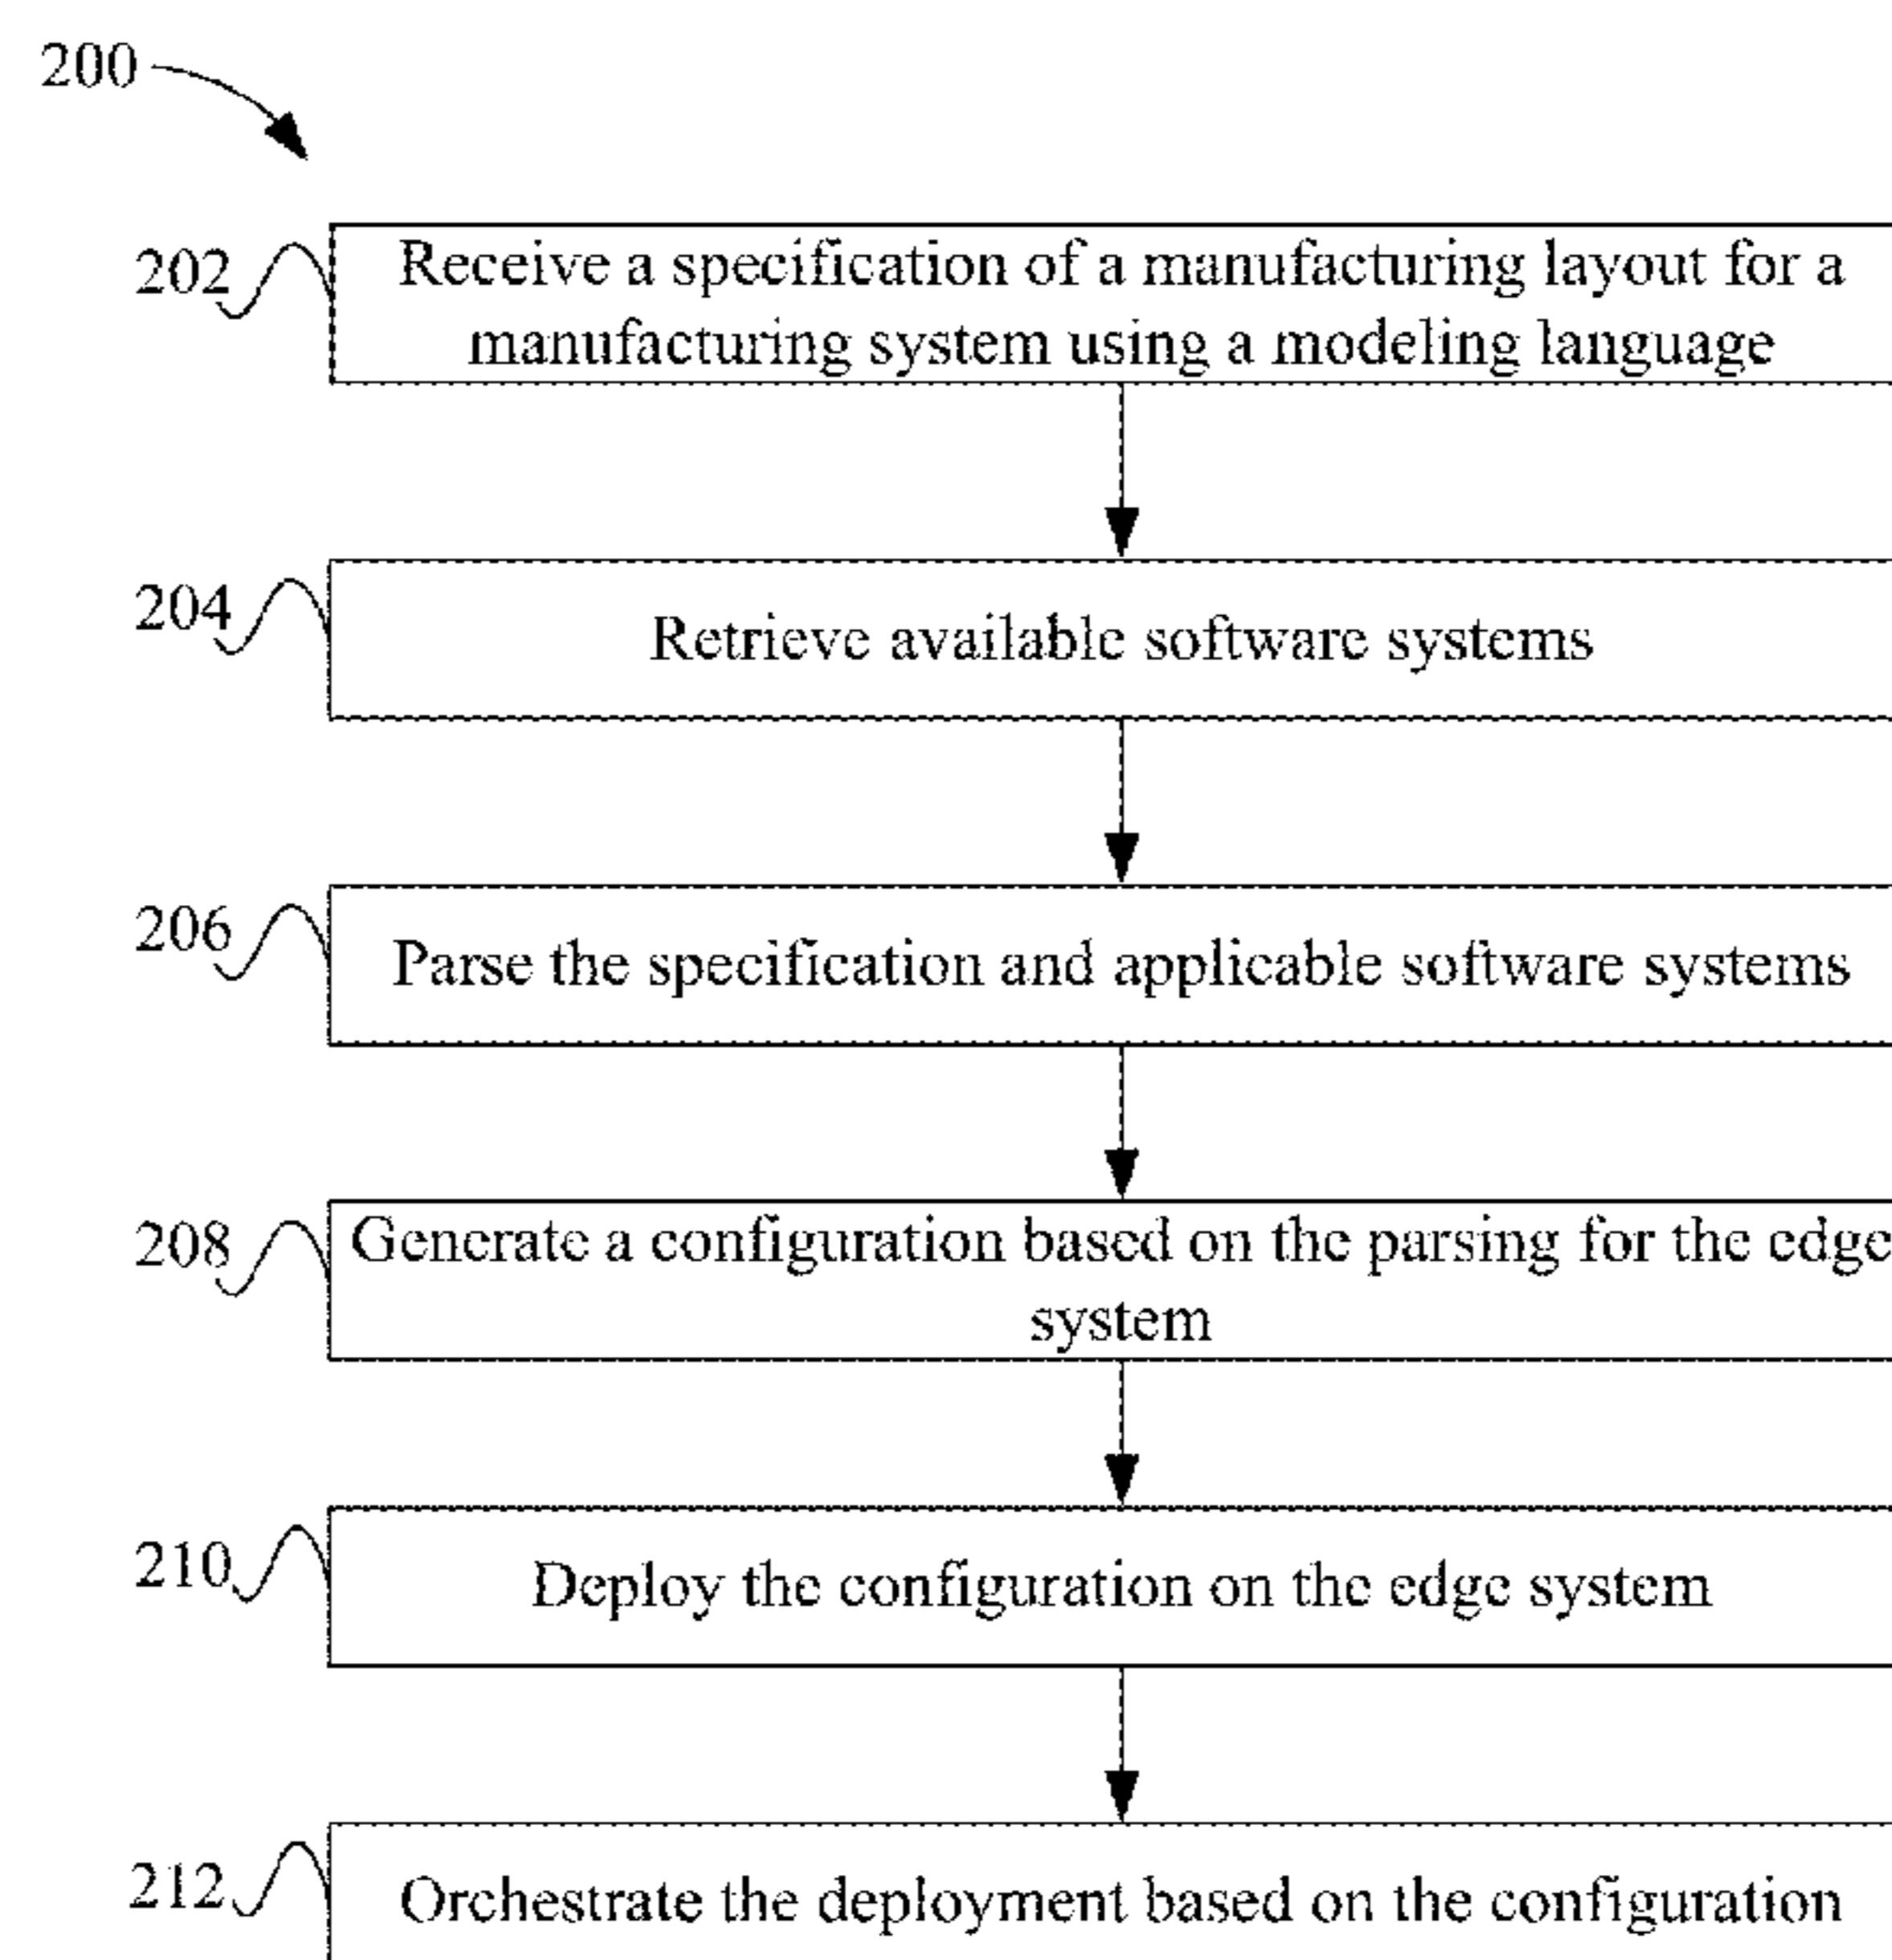 200
202
Receive a specification of a manufacturing layout for a
manufacturing system using a modeling language
204
Retrieve available software systems
206
Parse the specification and applicable software systems
208
Generate a configuration based on the parsing for the edge
system
210
Deploy the configuration on the edge system
212
Orchestrate the deployment based on the configuration